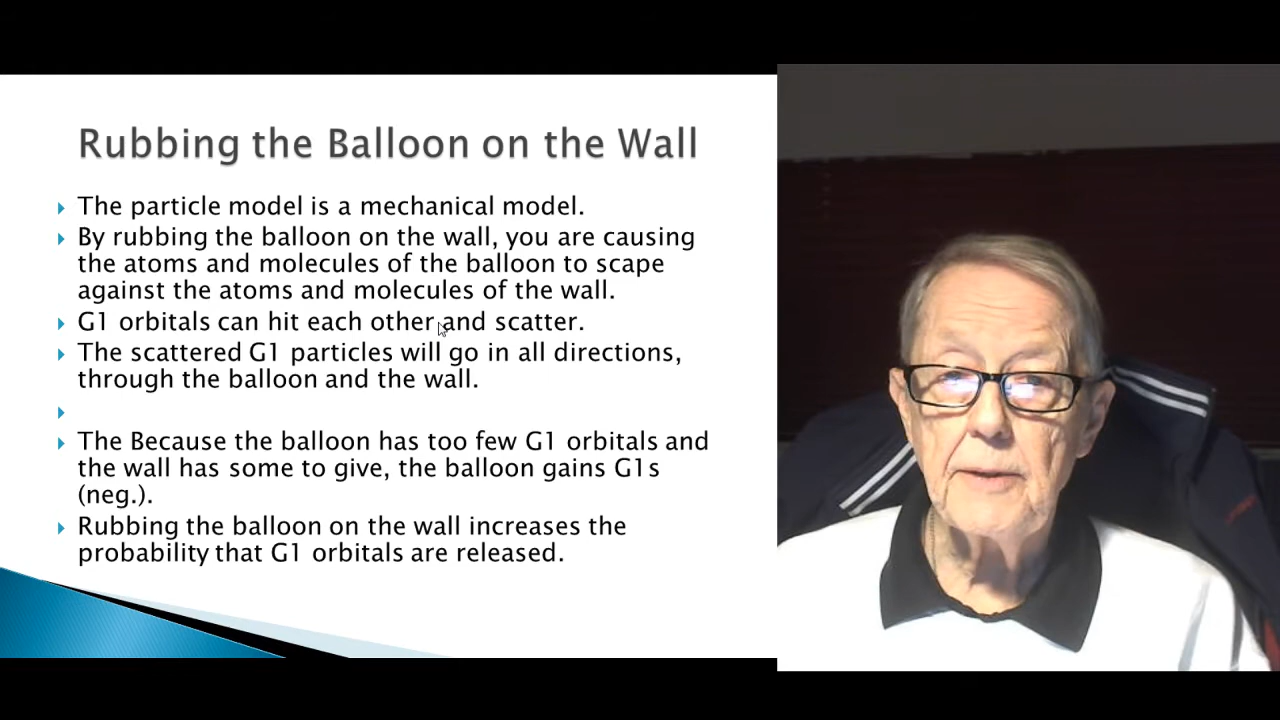 Rubbing the Balloon on the Wall
The particle model is a mechanical model.
By rubbing the balloon on the wall, you are causing
the atoms and molecules of the balloon to scape
against the atoms and molecules of the wall.
G1 orbitals can hit each other and scatter.
The scattered G1 particles will go in all directions,
through the balloon and the wall.
The Because the balloon has too few G1 orbitals and
the wall has some to give, the balloon gains G1s
(neg.).
Rubbing the balloon on the wall increases the
probability that G1 orbitals are released.